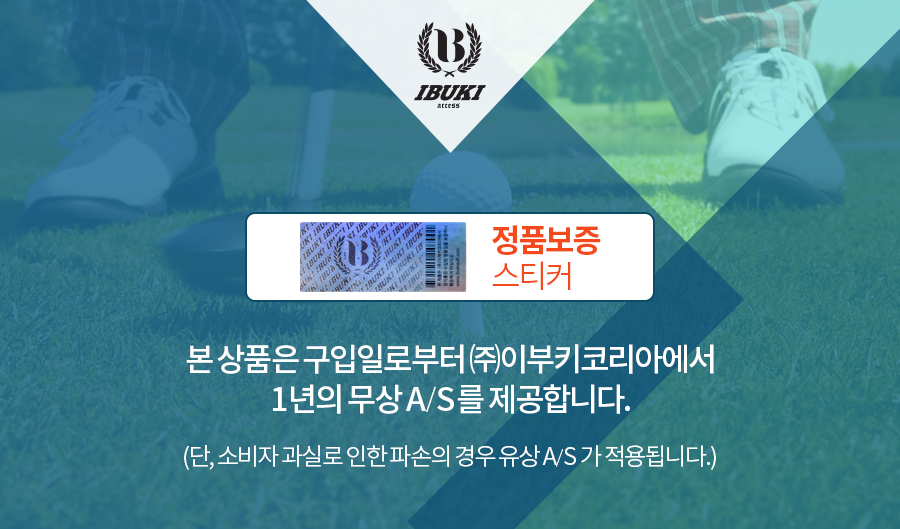 IBUKI
access
정품보증
스티커
본 상품은 구입일로부터 ㈜이부키코리아에서
1년의 무상 A/S를 제공합니다.
(단, 소비자 과실로 인한 파손의 경우 유상 A/S 가 적용됩니다.)